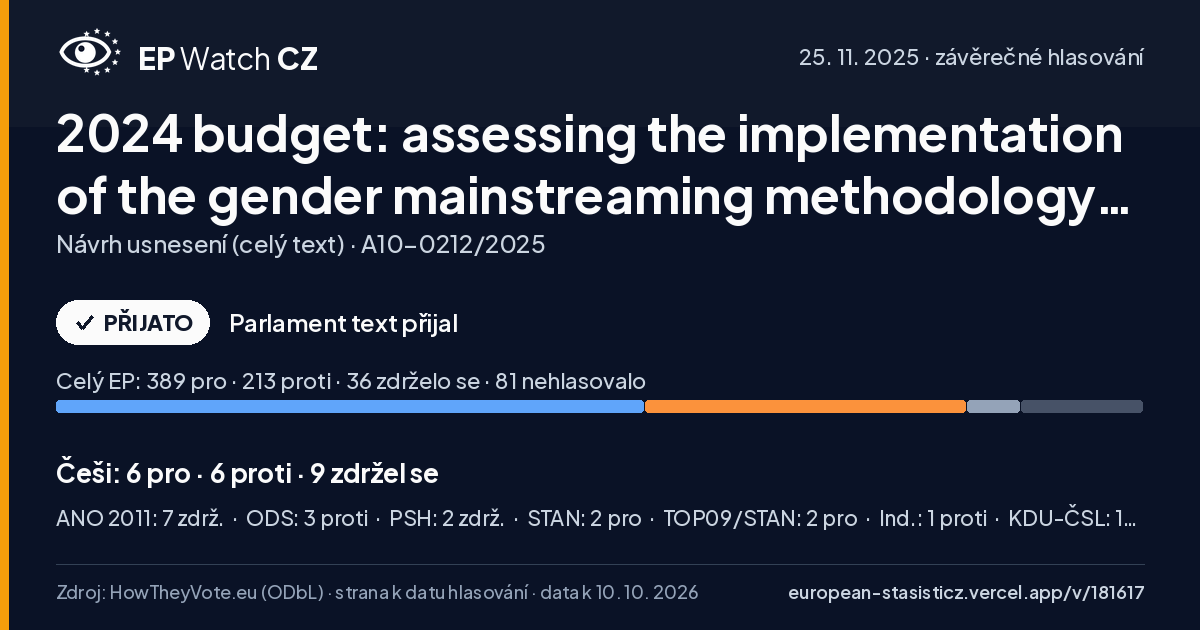 EP Watch CZ
25. 11. 2025 · závěrečné hlasování
2024 budget: assessing the implementation
of the gender mainstreaming methodology…
Návrh usnesení (celý text) · A10-0212/2025
✓ PŘIJATO
Parlament text přijal
Celý EP: 389 pro · 213 proti · 36 zdrželo se · 81 nehlasovalo
Češi: 6 pro · 6 proti · 9 zdržel se
ANO 2011: 7 zdrž. · ODS: 3 proti · PSH: 2 zdrž. · STAN: 2 pro · TOP09/STAN: 2 pro · Ind.: 1 proti · KDU-ČSL: 1…
Zdroj: HowTheyVote.eu (ODbL) · strana k datu hlasování · data k 10. 10. 2026
european-stasisticz.vercel.app/v/181617